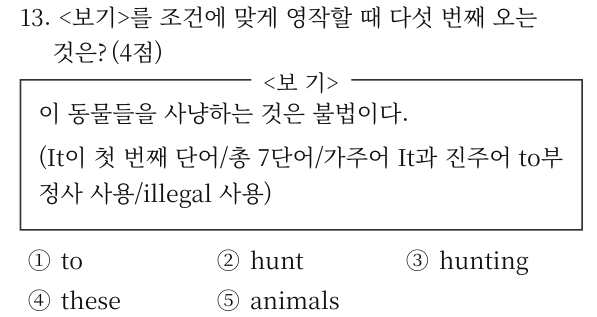 13. <보기>를 조건에 맞게 영작할 때 다섯 번째 오는
것은? (4점)
<보 기>
이 동물들을 사냥하는 것은 불법이다.
(It이 첫 번째 단어/총 7단어/가주어 It과 진주어 to부
정사 사용/illegal 사용)
① to ② hunt ③ hunting
④ these ⑤ animals